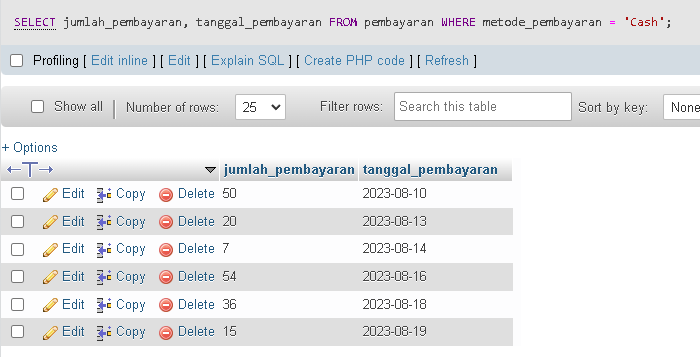 SELECT jumlah_pembayaran, tanggal_pembayaran FROM pembayaran WHERE metode_pembayaran = 'Cash';
Profiling [ Edit inline ] [ Edit ] [ Explain SQL ] [ Create PHP code ] [ Refresh ]
Show all | Number of rows: 25 Filter rows: Search this table Sort by key: None
+ Options
←T→ jumlah_pembayaran tanggal_pembayaran
Edit Copy Delete 50 2023-08-10
Edit Copy Delete 20 2023-08-13
Edit Copy Delete 7 2023-08-14
Edit Copy Delete 54 2023-08-16
Edit Copy Delete 36 2023-08-18
Edit Copy Delete 15 2023-08-19